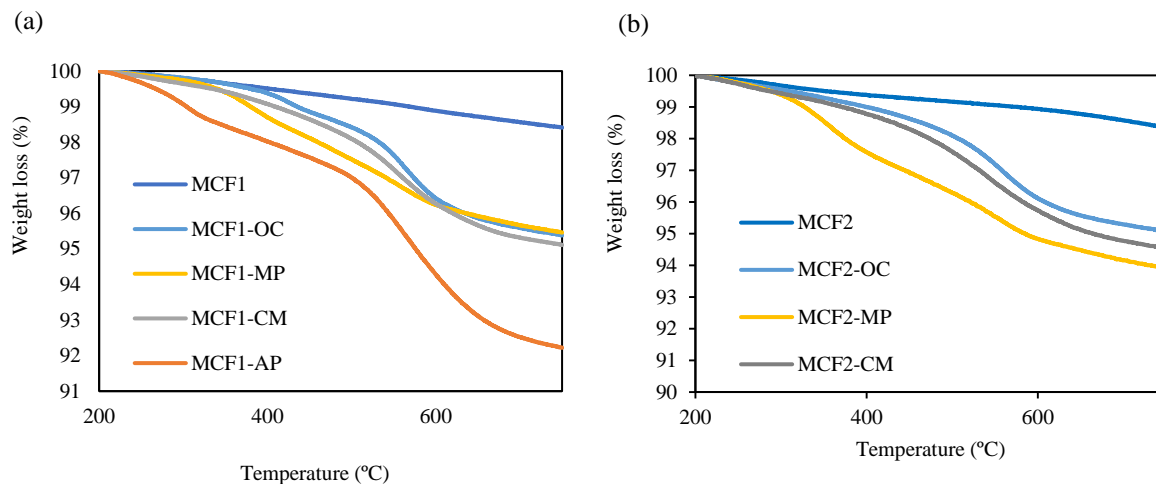 (a)
Weight loss (%)
100
99
98
97
96
95
94
93
92
91
MCF1
MCF1-OC
MCF1-MP
MCF1-CM
MCF1-AP
200
400
600
Temperature (ºC)
(b)
Weight loss (%)
100
99
98
97
96
95
94
93
92
91
90
MCF2
MCF2-OC
MCF2-MP
MCF2-CM
200
400
600
Temperature (ºC)